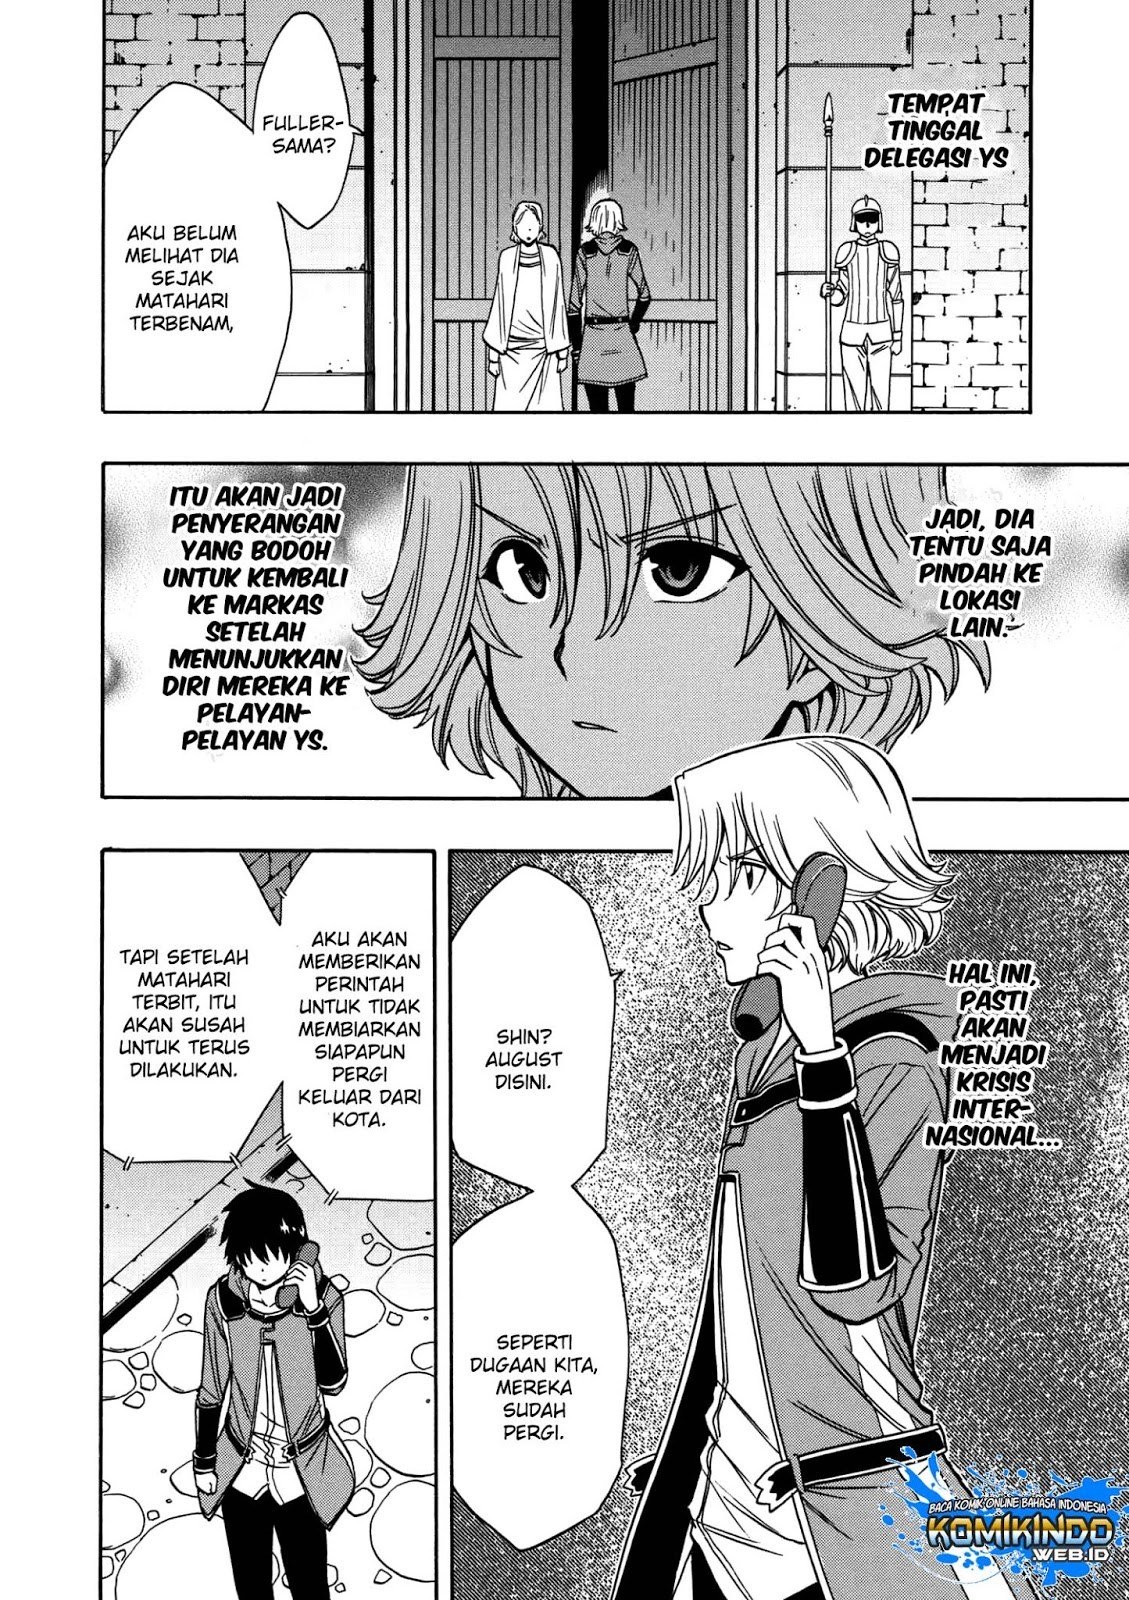 TEMPAT
TINGGAL
DELEGASI YS
FULLER-
SAMA?
AKU BELUM
MELIHAT DIA
SEJAK
MATAHARI
TERBENAM,
JADI, DIA
TENTU SAJA
PINDAH KE
LOKASI
LAIN.
ITU AKAN JADI
PENYERANGAN
YANG BODOH
UNTUK KEMBALI
KE MARKAS
SETELAH
MENUNJUKKAN
DIRI MEREKA KE
PELAYAN-
PELAYAN YS.
HAL INI,
PASTI
AKAN
MENJADI
KRISIS
INTER-
NASIONAL...
SHIN?
AUGUST
DISINI.
SEPERTI
DUGAAN KITA,
MEREKA
SUDAH
PERGI.
AKU AKAN
MEMBERIKAN
PERINTAH
UNTUK TIDAK
MEMBIARKAN
SIAPAPUN
PERGI
KELUAR DARI
KOTA.
TAPI SETELAH
MATAHARI
TERBIT, ITU
AKAN SUSAH
UNTUK TERUS
DILAKUKAN.
BACA KOMIK ONLINE BAHASA INDONESIA
KOMIKINDO
WEB.ID